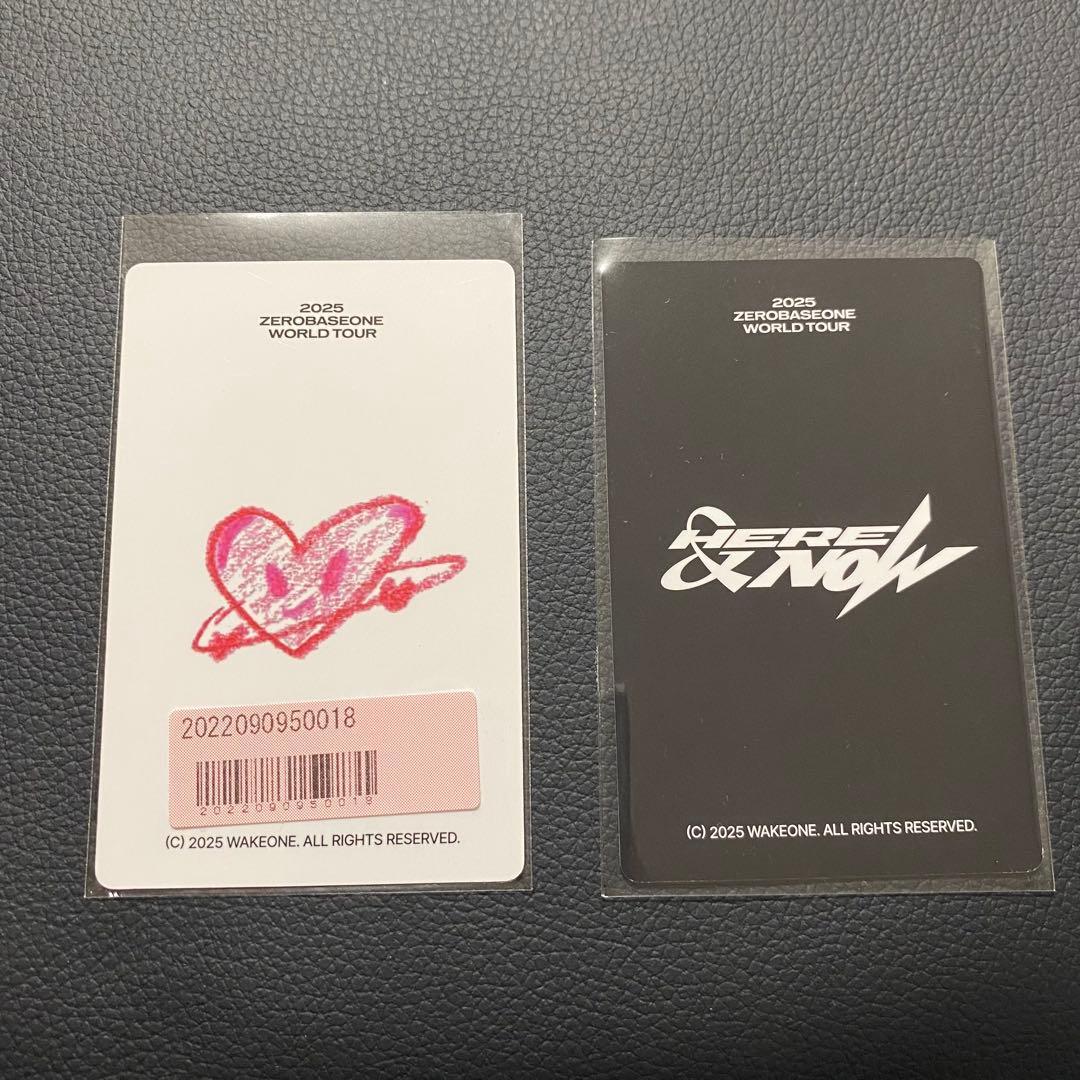 2025
ZEROBASEONE
WORLD TOUR
2022090950018
2022090950018
(C) 2025 WAKEONE. ALL RIGHTS RESERVED.
2025
ZEROBASEONE
WORLD TOUR
HERE
& NOW
(C) 2025 WAKEONE. ALL RIGHTS RESERVED.